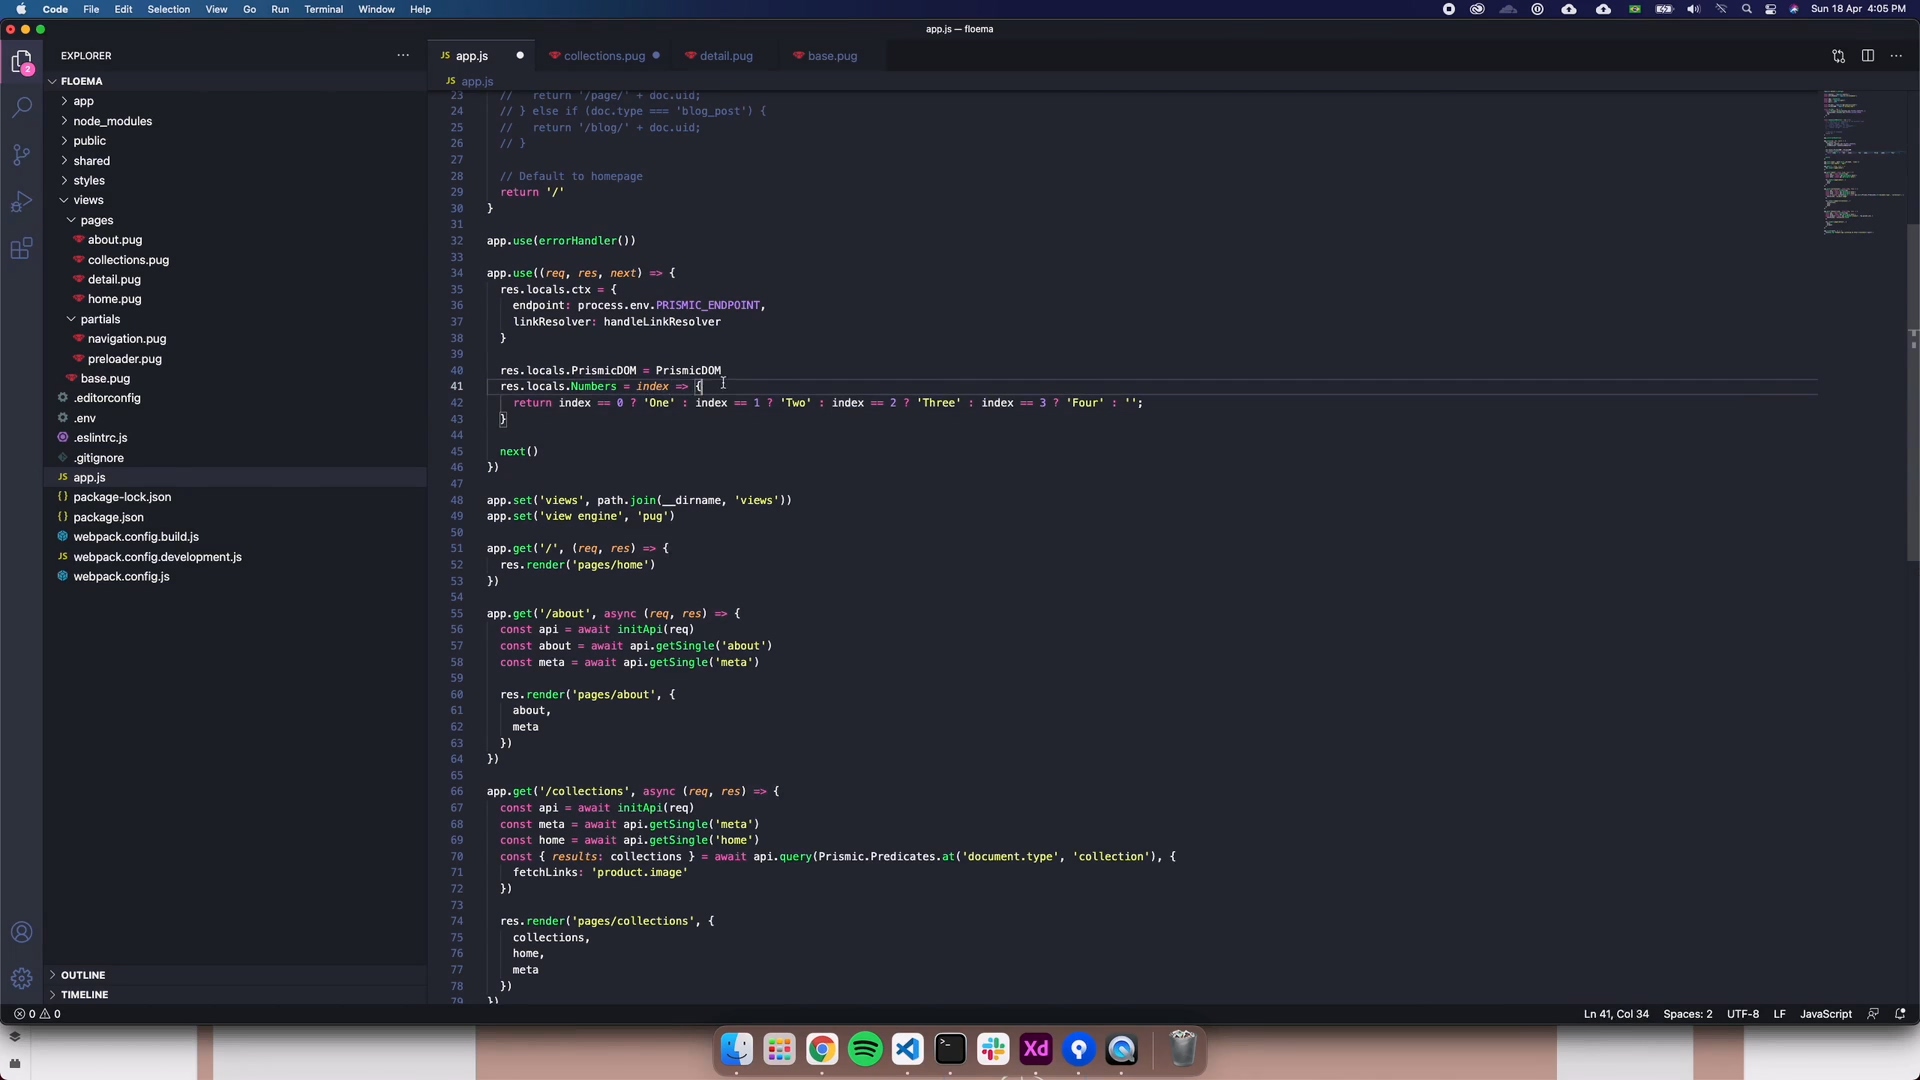 Code File Edit Selection View Go Run Terminal Window Help Sun 18 Apr 4:05 PM
app.js — floema
EXPLORER
app.js collections.pug detail.pug base.pug
2
FLOEMA
app
node_modules
public
shared
styles
views
pages
about.pug
collections.pug
detail.pug
home.pug
partials
navigation.pug
preloader.pug
base.pug
.editorconfig
.env
.eslintrc.js
.gitignore
JS app.js
package-lock.json
package.json
webpack.config.build.js
JS webpack.config.development.js
webpack.config.js
OUTLINE
TIMELINE
JS app.js
23 // return '/page/' + doc.uid;
24 // } else if (doc.type === 'blog_post') {
25 // return '/blog/' + doc.uid;
26 // }
27
28 // Default to homepage
29 return '/'
30 }
31
32 app.use(errorHandler())
33
34 app.use((req, res, next) => {
35 res.locals.ctx = {
36 endpoint: process.env.PRISMIC_ENDPOINT,
37 linkResolver: handleLinkResolver
38 }
39
40 res.locals.PrismicDOM = PrismicDOM
41 res.locals.Numbers = index => {
42 return index == 0 ? 'One' : index == 1 ? 'Two' : index == 2 ? 'Three' : index == 3 ? 'Four' : '';
43 }
44
45 next()
46 })
47
48 app.set('views', path.join(__dirname, 'views'))
49 app.set('view engine', 'pug')
50
51 app.get('/', (req, res) => {
52 res.render('pages/home')
53 })
54
55 app.get('/about', async (req, res) => {
56 const api = await initApi(req)
57 const about = await api.getSingle('about')
58 const meta = await api.getSingle('meta')
59
60 res.render('pages/about', {
61 about,
62 meta
63 })
64 })
65
66 app.get('/collections', async (req, res) => {
67 const api = await initApi(req)
68 const meta = await api.getSingle('meta')
69 const home = await api.getSingle('home')
70 const { results: collections } = await api.query(Prismic.Predicates.at('document.type', 'collection'), {
71 fetchLinks: 'product.image'
72 })
73
74 res.render('pages/collections', {
75 collections,
76 home,
77 meta
78 })
79 })
0 0 Ln 41, Col 34 Spaces: 2 UTF-8 LF JavaScript
Xd